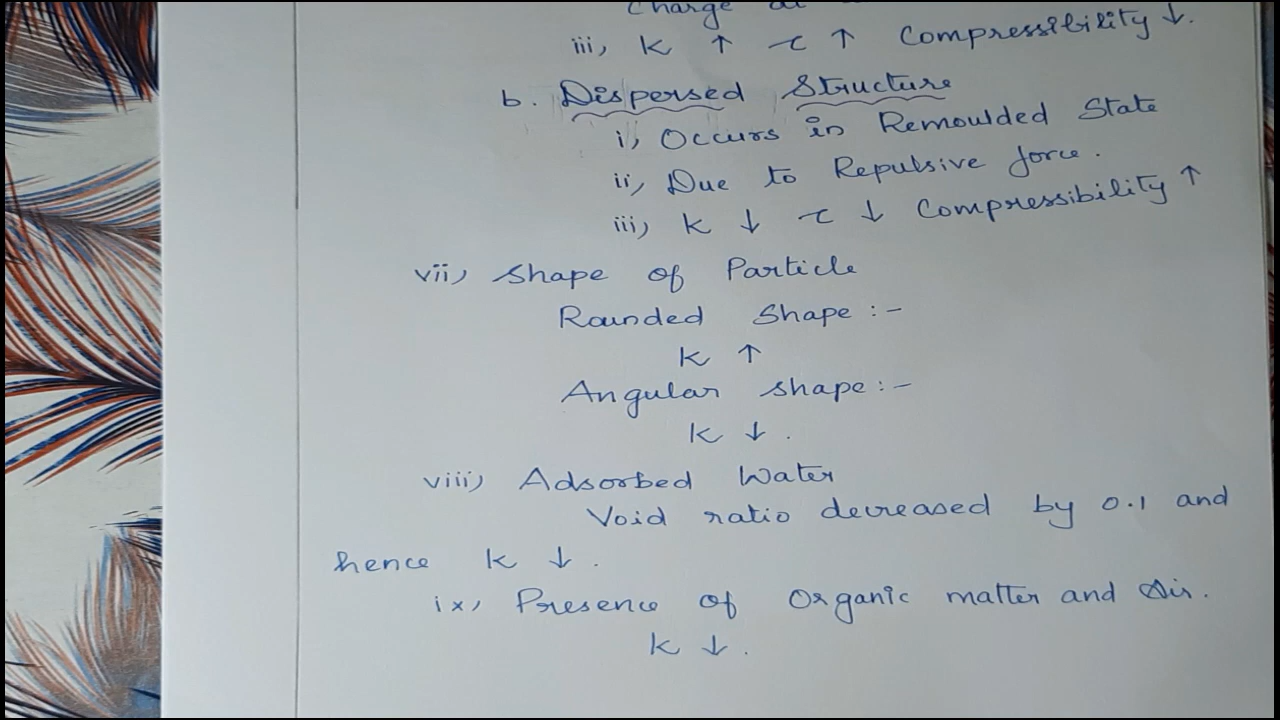 Charge
iii, k ↑ τ ↑ Compressibility ↓.
b. Dispersed Structure
i, Occurs in Remoulded State
ii, Due to Repulsive force.
iii, k ↓ τ ↓ Compressibility ↑
vii, Shape of Particle
Rounded Shape :-
k ↑
Angular shape :-
k ↓.
viii, Adsorbed Water
Void ratio decreased by 0.1 and
hence k ↓.
ix, Presence of Organic matter and Air.
k ↓.